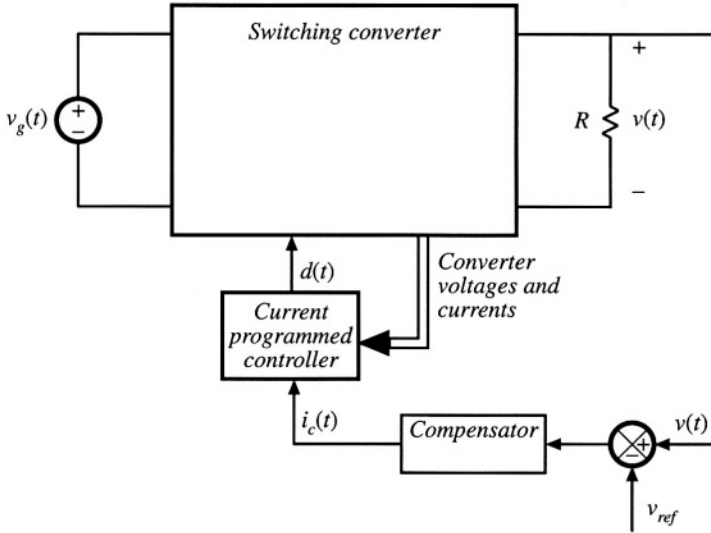 Switching converter
+
v_g(t)
+
–
R
v(t)
–
d(t)
Converter
voltages and
currents
Current
programmed
controller
i_c(t)
Compensator
+
–
v(t)
v_ref